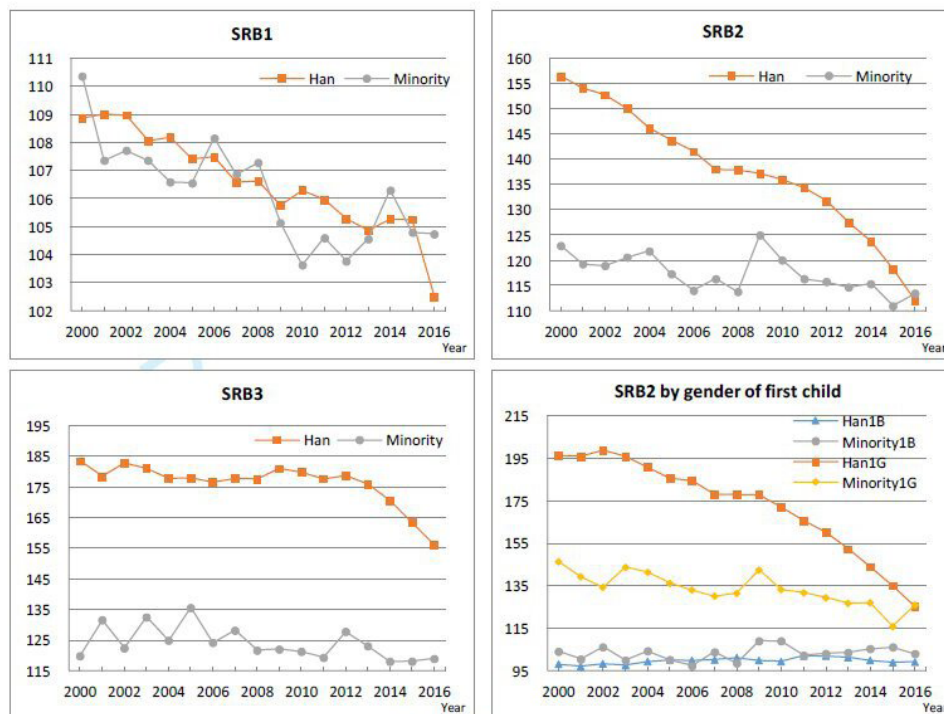 SRB1
111
110
109
108
107
106
105
104
103
102
Han Minority
2000 2002 2004 2006 2008 2010 2012 2014 2016
Year
SRB2
160
155
150
145
140
135
130
125
120
115
110
Han Minority
2000 2002 2004 2006 2008 2010 2012 2014 2016
Year
SRB3
195
185
175
165
155
145
135
125
115
Han Minority
2000 2002 2004 2006 2008 2010 2012 2014 2016
Year
SRB2 by gender of first child
215
195
175
155
135
115
95
Han1B
Minority1B
Han1G
Minority1G
2000 2002 2004 2006 2008 2010 2012 2014 2016
Year